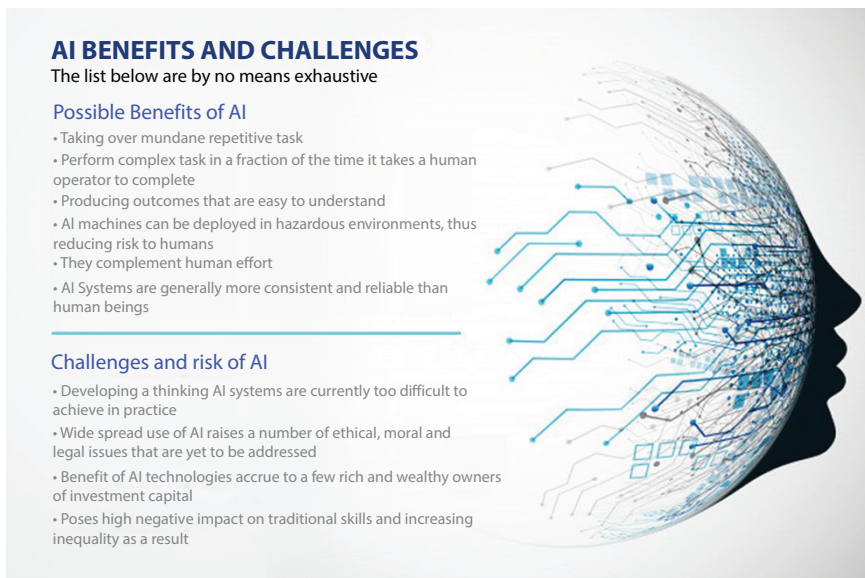 AI BENEFITS AND CHALLENGES
The list below are by no means exhaustive
Possible Benefits of AI
• Taking over mundane repetitive task
• Perform complex task in a fraction of the time it takes a human
operator to complete
• Producing outcomes that are easy to understand
• AI machines can be deployed in hazardous environments, thus
reducing risk to humans
• They complement human effort
• AI Systems are generally more consistent and reliable than
human beings
Challenges and risk of AI
• Developing a thinking AI systems are currently too difficult to
achieve in practice
• Wide spread use of AI raises a number of ethical, moral and
legal issues that are yet to be addressed
• Benefit of AI technologies accrue to a few rich and wealthy owners
of investment capital
• Poses high negative impact on traditional skills and increasing
inequality as a result